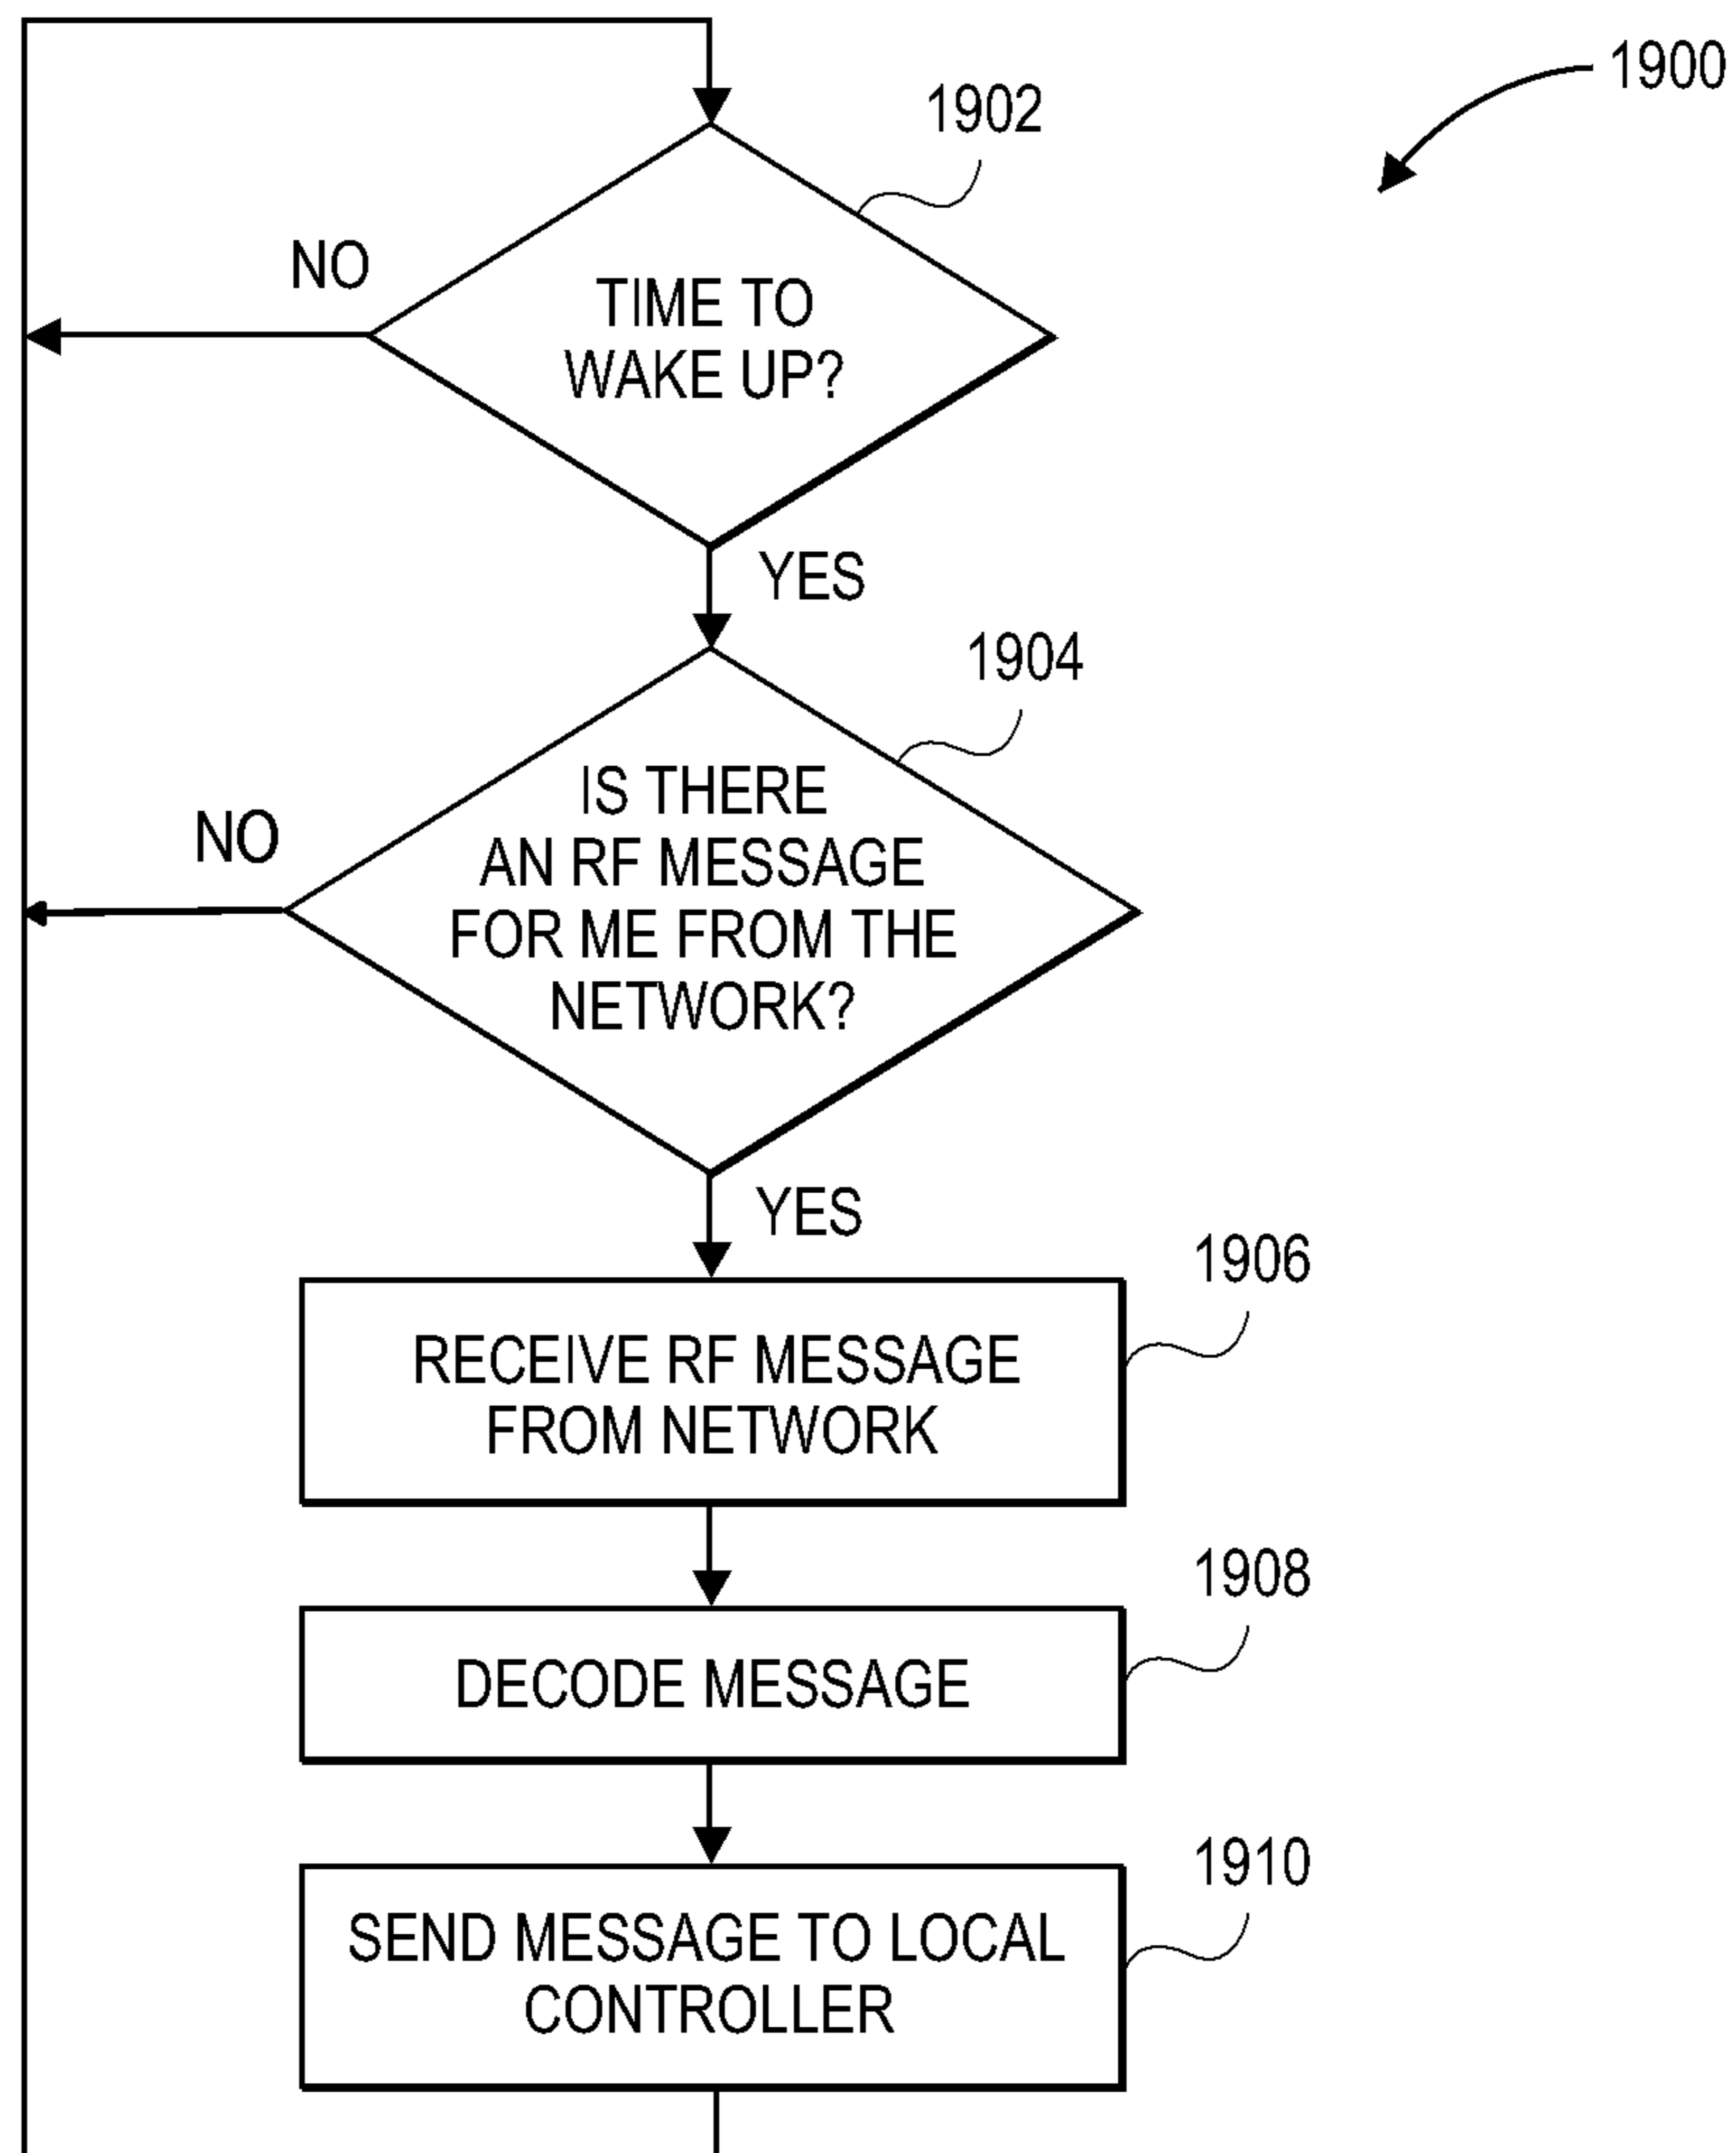 1900
1902
NO
TIME TO
WAKE UP?
YES
1904
IS THERE
AN RF MESSAGE
FOR ME FROM THE
NETWORK?
NO
YES
1906
RECEIVE RF MESSAGE
FROM NETWORK
1908
DECODE MESSAGE
1910
SEND MESSAGE TO LOCAL
CONTROLLER